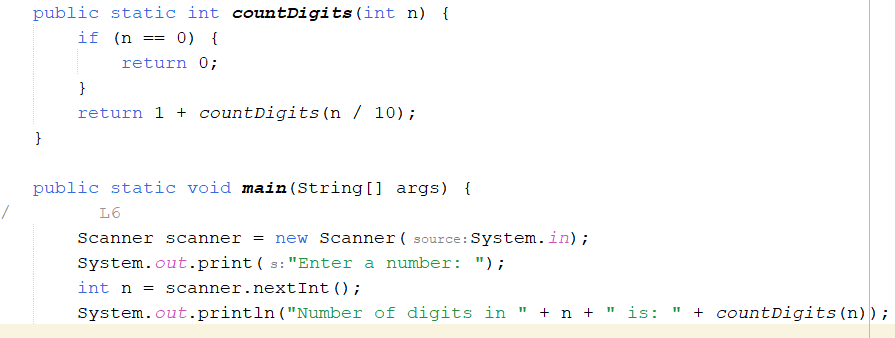 public static int countDigits(int n) {
if (n == 0) {
return 0;
}
return 1 + countDigits(n / 10);
}
public static void main(String[] args) {
/ L6
Scanner scanner = new Scanner( source: System.in);
System.out.print( s: "Enter a number: ");
int n = scanner.nextInt();
System.out.println("Number of digits in " + n + " is: " + countDigits(n));